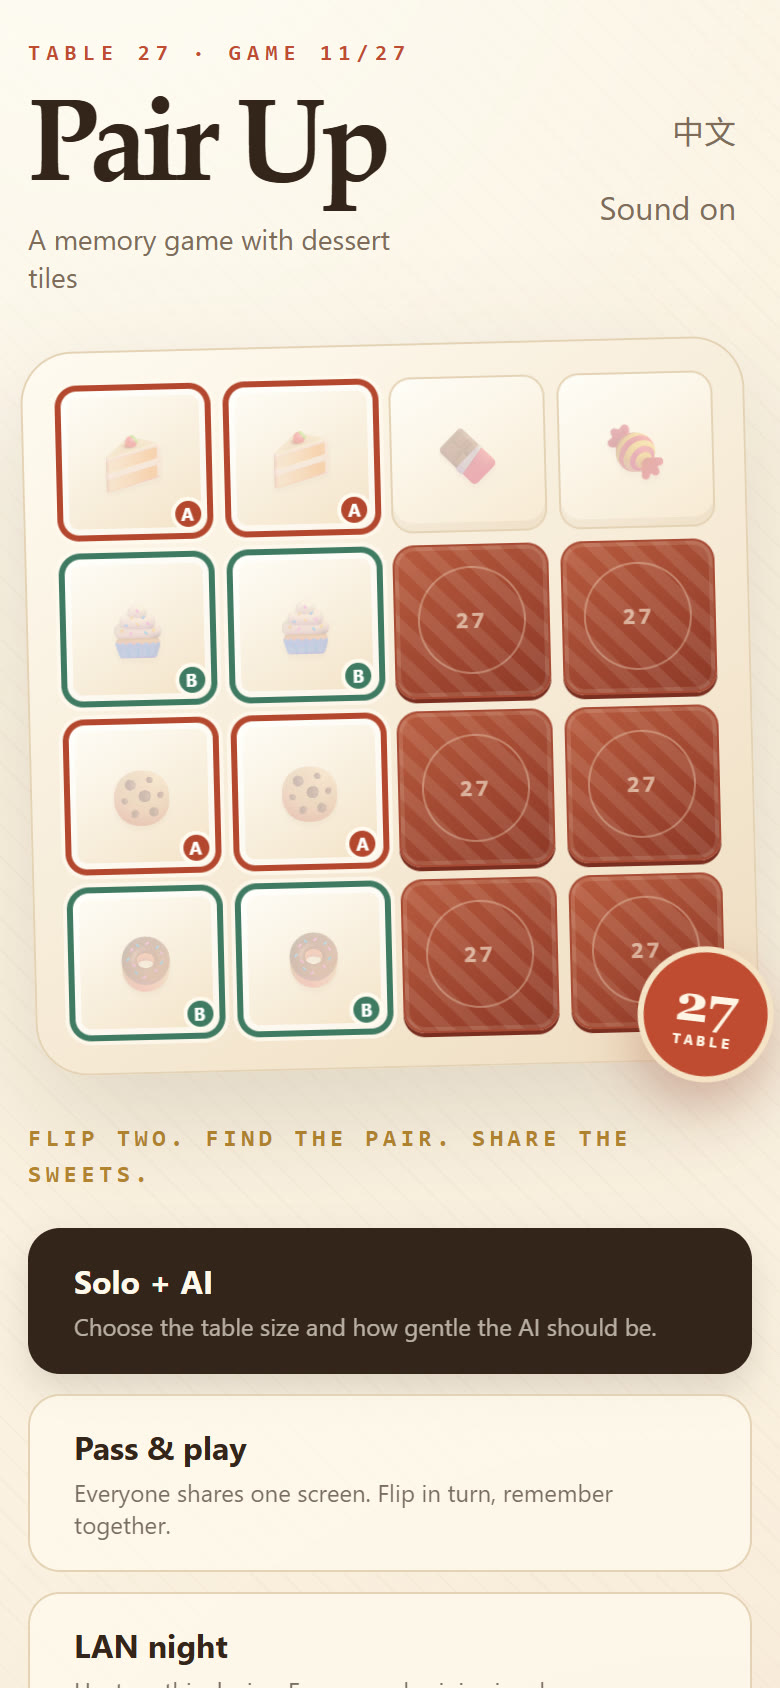 TABLE 27 · GAME 11/27
Pair Up
中文
Sound on
A memory game with dessert
tiles
A
A
B
B
27
27
A
A
27
27
B
B
27
27
27
TABLE
FLIP TWO. FIND THE PAIR. SHARE THE
SWEETS.
Solo + AI
Choose the table size and how gentle the AI should be.
Pass & play
Everyone shares one screen. Flip in turn, remember
together.
LAN night